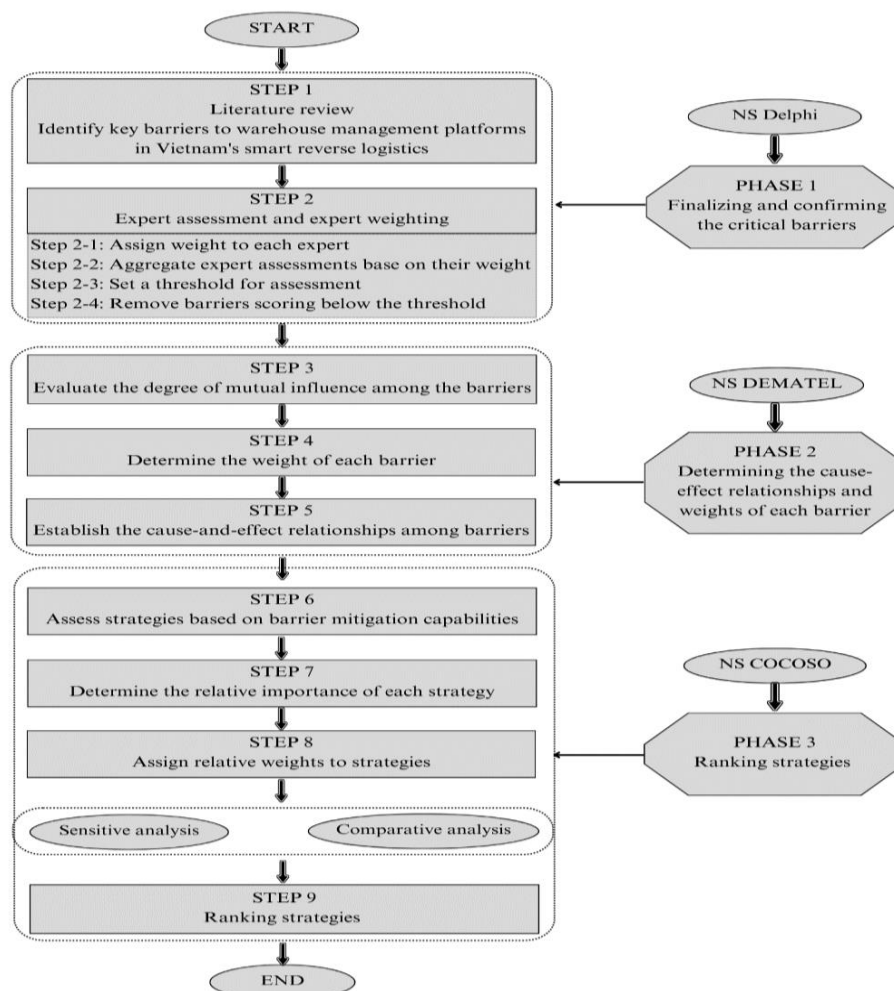 START
STEP 1
Literature review
Identify key barriers to warehouse management platforms
in Vietnam's smart reverse logistics
STEP 2
Expert assessment and expert weighting
Step 2-1: Assign weight to each expert
Step 2-2: Aggregate expert assessments base on their weight
Step 2-3: Set a threshold for assessment
Step 2-4: Remove barriers scoring below the threshold
NS Delphi
PHASE 1
Finalizing and confirming
the critical barriers
STEP 3
Evaluate the degree of mutual influence among the barriers
STEP 4
Determine the weight of each barrier
STEP 5
Establish the cause-and-effect relationships among barriers
NS DEMATEL
PHASE 2
Determining the cause-
effect relationships and
weights of each barrier
STEP 6
Assess strategies based on barrier mitigation capabilities
STEP 7
Determine the relative importance of each strategy
STEP 8
Assign relative weights to strategies
Sensitive analysis
Comparative analysis
STEP 9
Ranking strategies
NS COCOSO
PHASE 3
Ranking strategies
END